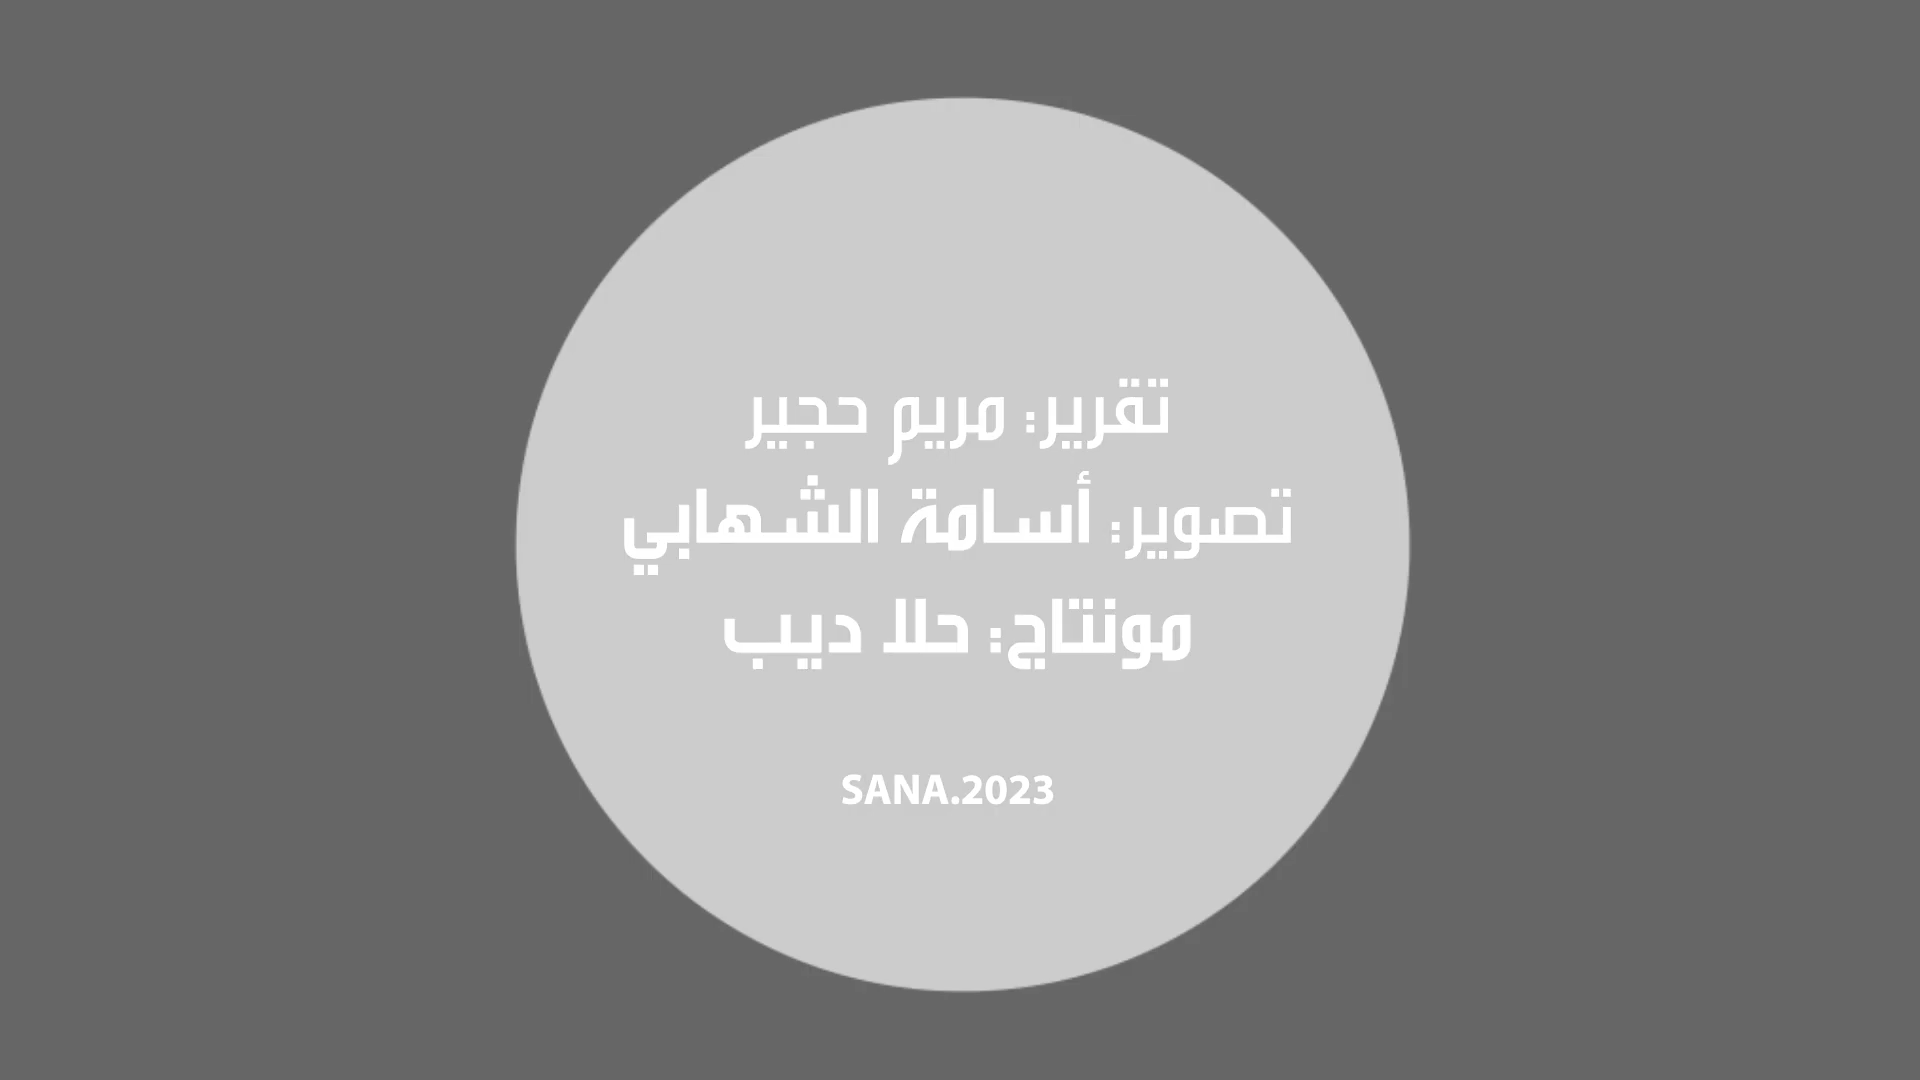 تقرير: مريم حجير
تصوير: أسامة الشهابي
مونتاج: حلا ديب
SANA.2023